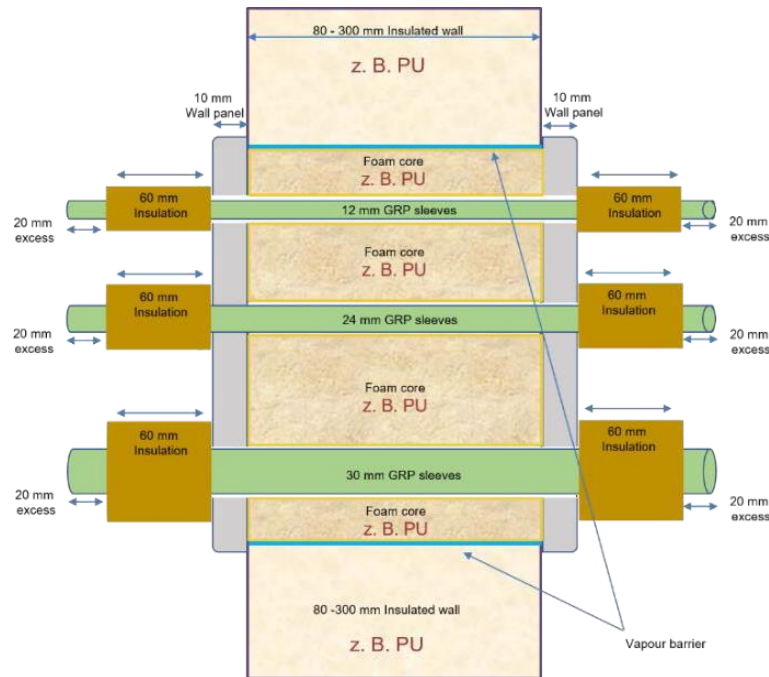 80 - 300 mm Insulated wall
z. B. PU
10 mm
Wall panel
10 mm
Wall panel
Foam core
z. B. PU
60 mm
Insulation
60 mm
Insulation
12 mm GRP sleeves
20 mm
excess
20 mm
excess
Foam core
z. B. PU
60 mm
Insulation
60 mm
Insulation
24 mm GRP sleeves
20 mm
excess
20 mm
excess
Foam core
z. B. PU
60 mm
Insulation
60 mm
Insulation
30 mm GRP sleeves
20 mm
excess
20 mm
excess
Foam core
z. B. PU
80 -300 mm Insulated wall
z. B. PU
Vapour barrier